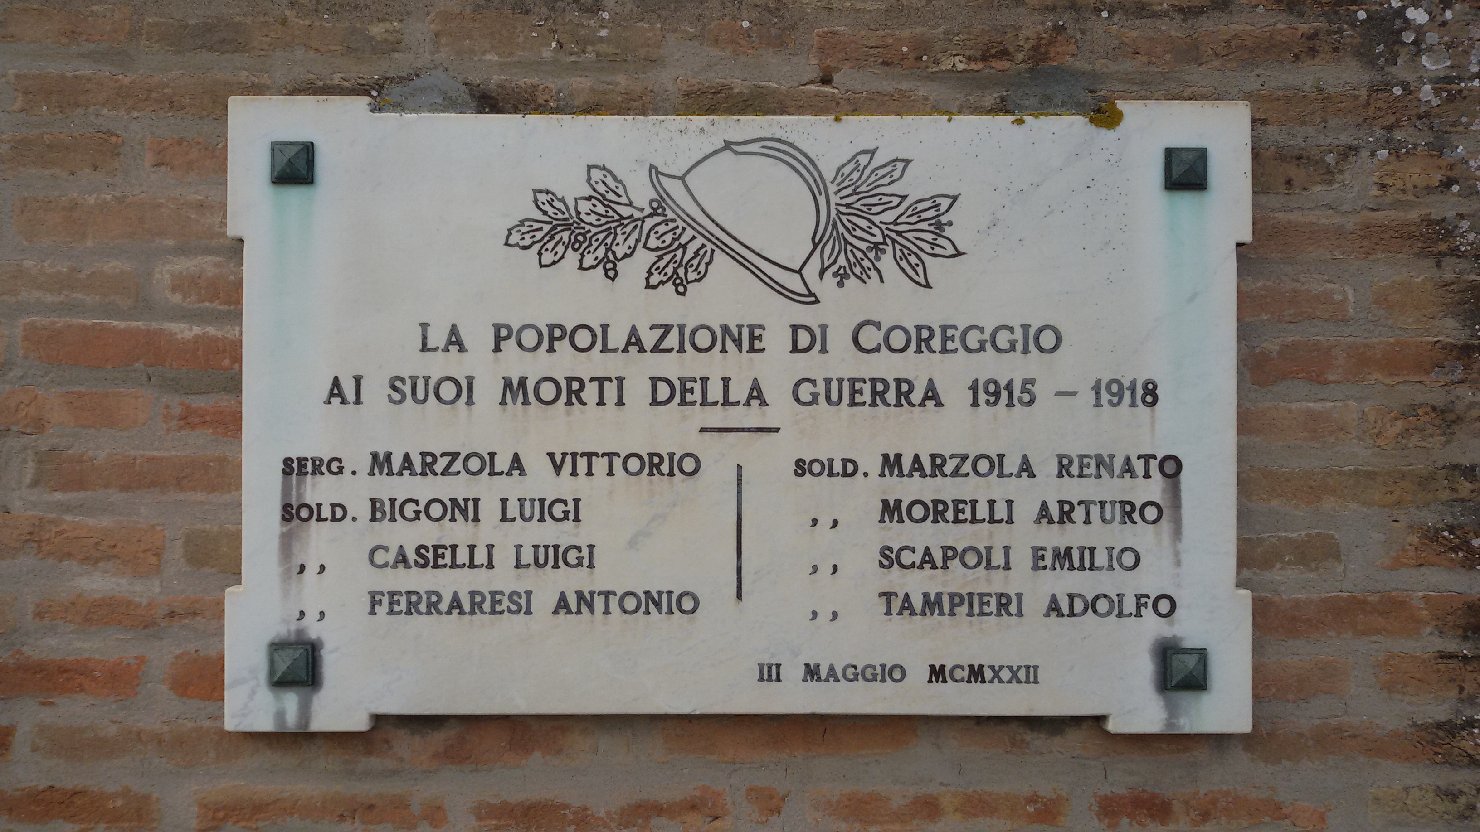 LA POPOLAZIONE DI COREGGIO
AI SUOI MORTI DELLA GUERRA 1915 - 1918
SERG. MARZOLA VITTORIO
SOLD. BIGONI LUIGI
,, CASELLI LUIGI
,, FERRARESI ANTONIO
SOLD. MARZOLA RENATO
,, MORELLI ARTURO
,, SCAPOLI EMILIO
,, TAMPIERI ADOLFO
III MAGGIO MCMXXII